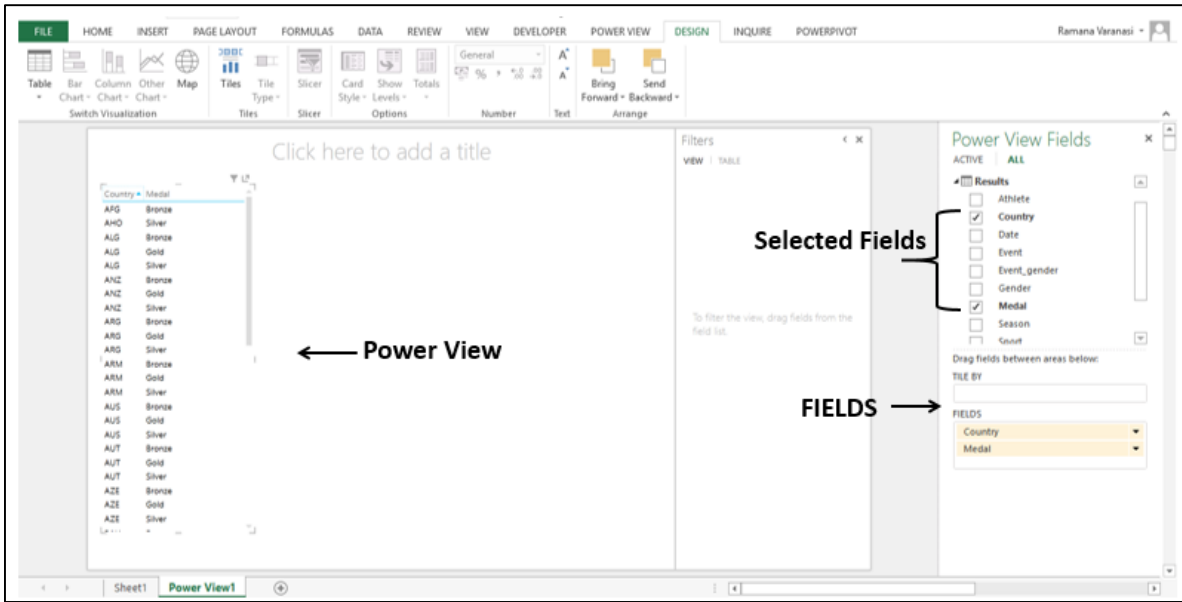 FILE HOME INSERT PAGE LAYOUT FORMULAS DATA REVIEW VIEW DEVELOPER POWER VIEW DESIGN INQUIRE POWERPIVOT Ramana Varanasi
Table Bar Chart Column Chart Other Chart Map Tiles Tile Type Slicer Card Style Show Levels Totals General % Bring Forward Send Backward
Switch Visualization Tiles Slicer Options Number Text Arrange
Click here to add a title
Country Medal
AFG Bronze
AHO Silver
ALG Bronze
ALG Gold
ALG Silver
ANZ Bronze
ANZ Gold
ANZ Silver
ARG Bronze
ARG Gold
ARG Silver
ARM Bronze
ARM Gold
ARM Silver
AUS Bronze
AUS Gold
AUS Silver
AUT Bronze
AUT Gold
AUT Silver
AZE Bronze
AZE Gold
AZE Silver
Power View
Filters
VIEW TABLE
To filter the view, drag fields from the
field list.
Selected Fields
FIELDS
Power View Fields
ACTIVE ALL
Results
Athlete
Country
Date
Event
Event_gender
Gender
Medal
Season
Sport
Drag fields between areas below:
TILE BY
FIELDS
Country
Medal
Sheet1 Power View1